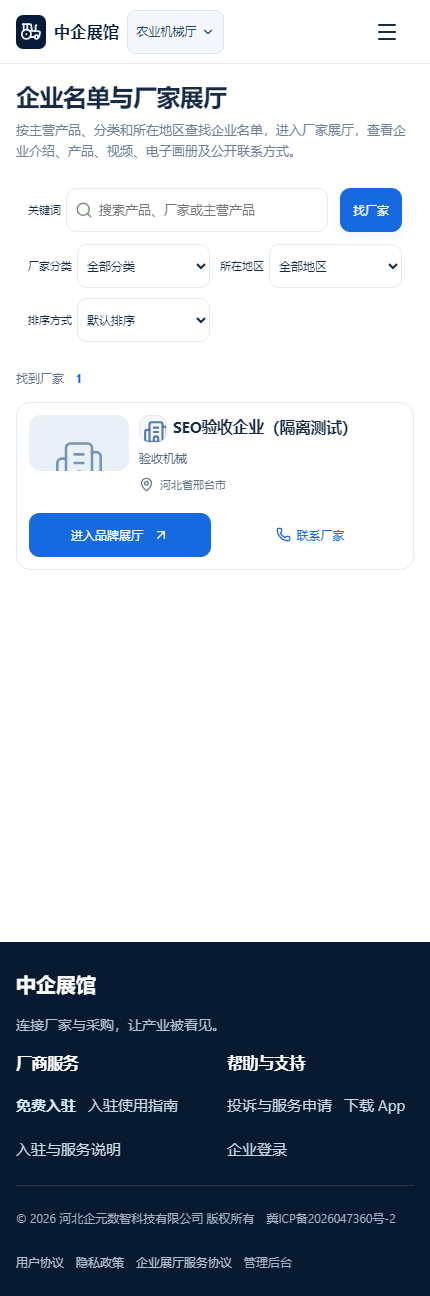 中企展馆 农业机械厅
企业名单与厂家展厅
按主营产品、分类和所在地区查找企业名单，进入厂家展厅，查看企
业介绍、产品、视频、电子画册及公开联系方式。
关键词 搜索产品、厂家或主营产品 找厂家
厂家分类 全部分类 所在地区 全部地区
排序方式 默认排序
找到厂家 1
SEO验收企业（隔离测试）
验收机械
河北省邢台市
进入品牌展厅 联系厂家
中企展馆
连接厂家与采购，让产业被看见。
厂商服务 帮助与支持
免费入驻 入驻使用指南 投诉与服务申请 下载 App
入驻与服务说明 企业登录
© 2026 河北企元数智科技有限公司 版权所有 冀ICP备2026047360号-2
用户协议 隐私政策 企业展厅服务协议 管理后台